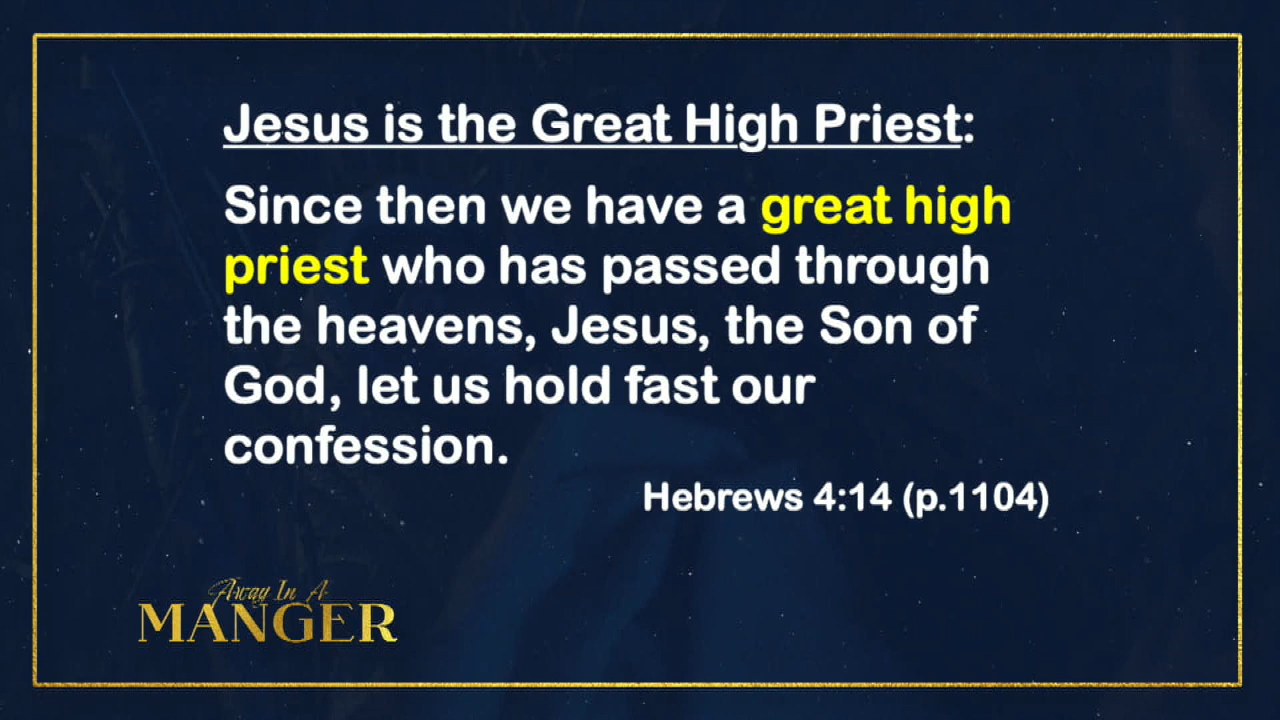 Jesus is the Great High Priest:
Since then we have a great high
priest who has passed through
the heavens, Jesus, the Son of
God, let us hold fast our
confession.
Hebrews 4:14 (p.1104)
Away In A
MANGER